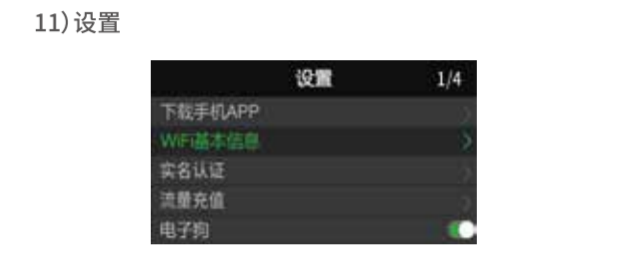 11)设置
设置 1/4
下载手机APP
WiFi基本信息
实名认证
流量充值
电子狗